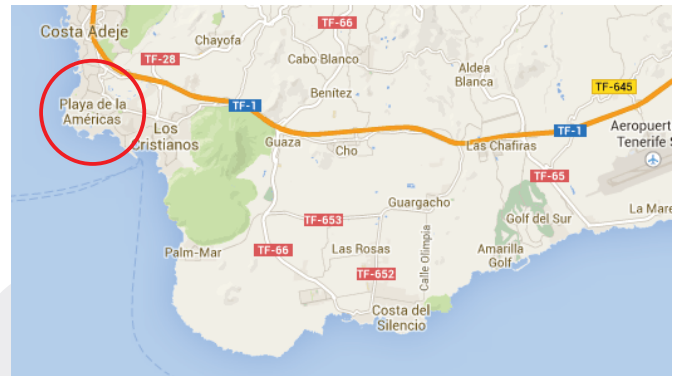 Costa Adeje
TF-66
Chayofa
TF-28
Cabo Blanco
Aldea
Blanca
TF-645
Benítez
Playa de la
Américas
TF-1
Los
Cristianos
Guaza
Cho
Las Chafiras
TF-1
Aeropuert
Tenerife S
TF-65
Guargacho
La Mare
TF-653
Golf del Sur
Palm-Mar
TF-66
Las Rosas
Calle Olimpia
Amarilla
Golf
TF-652
Costa del
Silencio